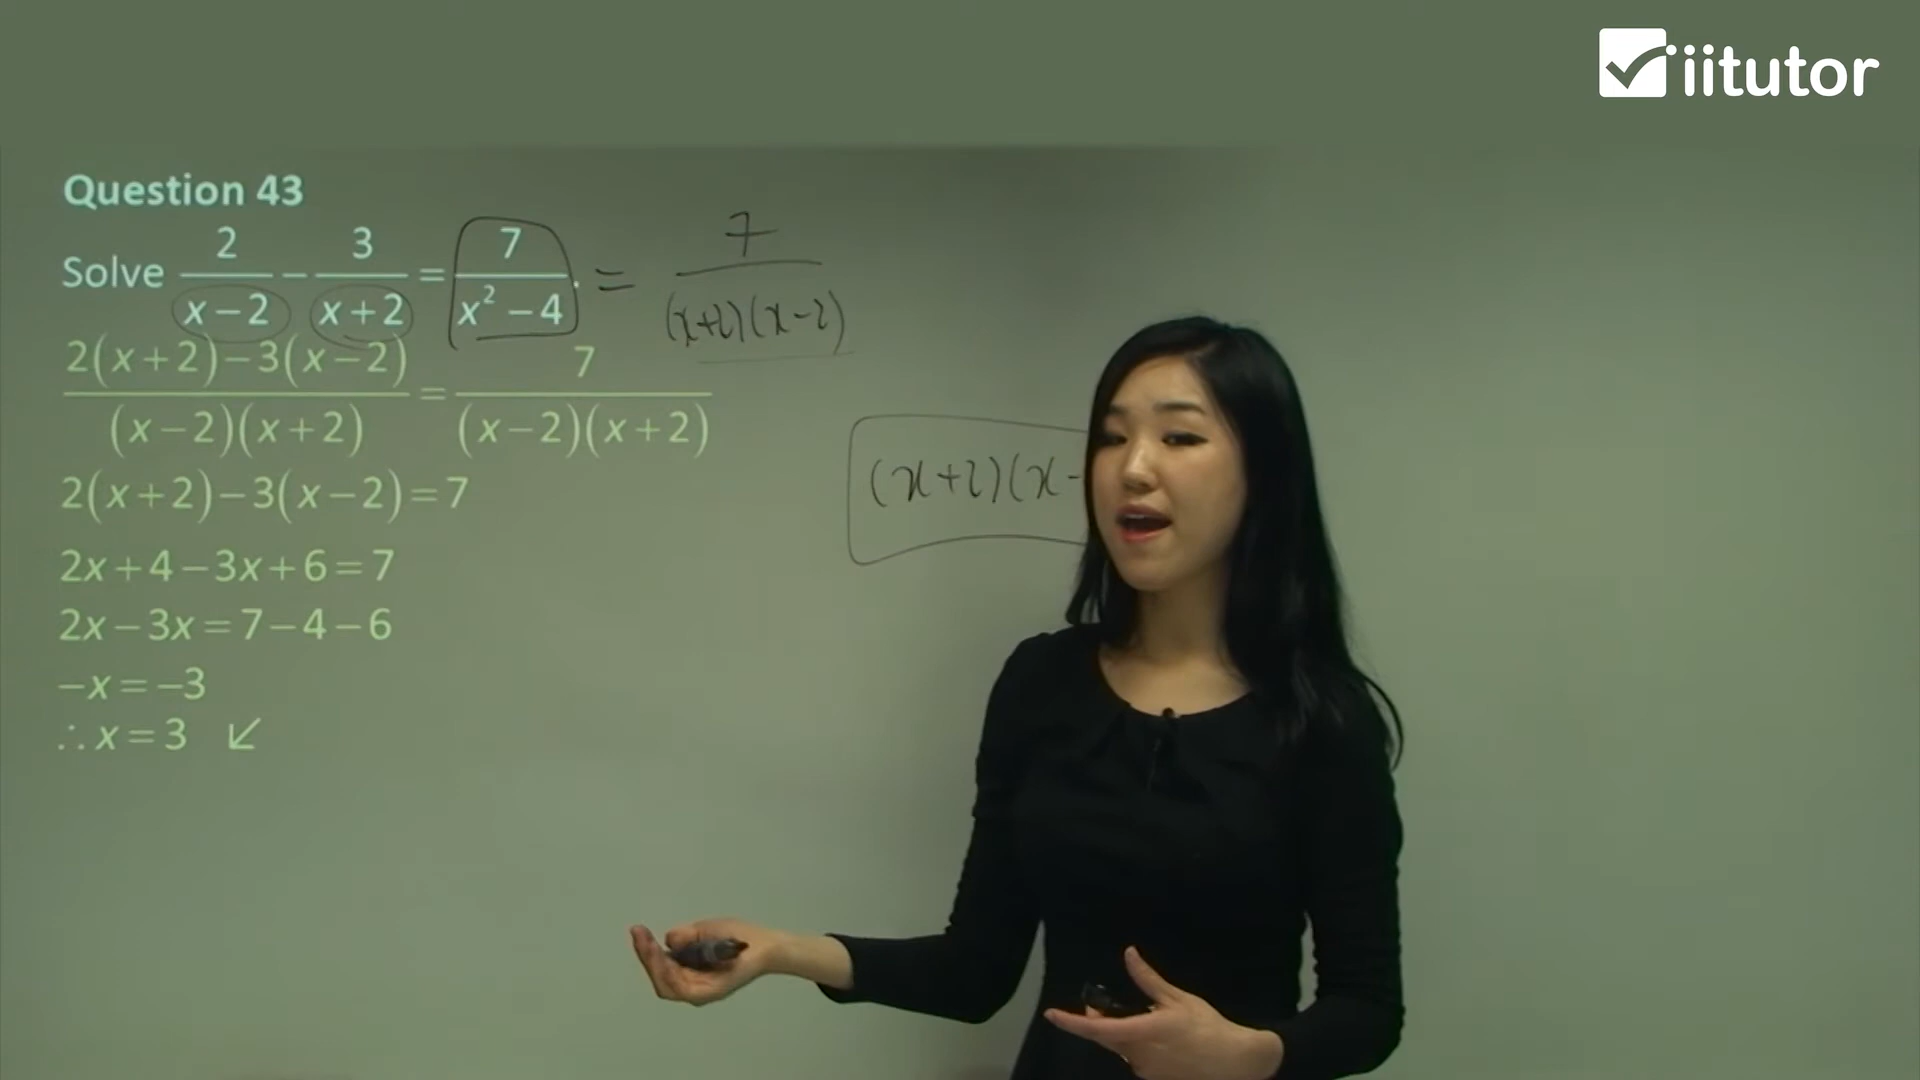 iitutor
Question 43
Solve 2/(x−2) − 3/(x+2) = 7/(x²−4). = 7/((x+2)(x−2))
(2(x+2)−3(x−2))/((x−2)(x+2)) = 7/((x−2)(x+2))
(x+2)(x-
2(x+2)−3(x−2)=7
2x+4−3x+6=7
2x−3x=7−4−6
−x=−3
∴x=3 ↙